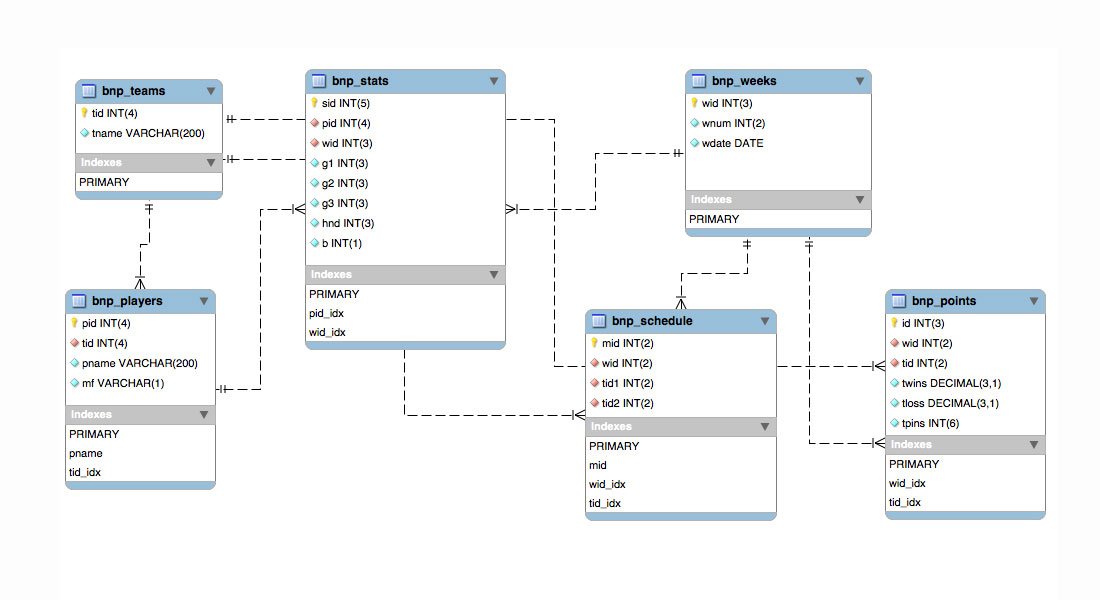 bnp_teams
tid INT(4)
tname VARCHAR(200)
Indexes
PRIMARY
bnp_stats
sid INT(5)
pid INT(4)
wid INT(3)
g1 INT(3)
g2 INT(3)
g3 INT(3)
hnd INT(3)
b INT(1)
Indexes
PRIMARY
pid_idx
wid_idx
bnp_weeks
wid INT(3)
wnum INT(2)
wdate DATE
Indexes
PRIMARY
bnp_players
pid INT(4)
tid INT(4)
pname VARCHAR(200)
mf VARCHAR(1)
Indexes
PRIMARY
pname
tid_idx
bnp_schedule
mid INT(2)
wid INT(2)
tid1 INT(2)
tid2 INT(2)
Indexes
PRIMARY
mid
wid_idx
tid_idx
bnp_points
id INT(3)
wid INT(2)
tid INT(2)
twins DECIMAL(3,1)
tloss DECIMAL(3,1)
tpins INT(6)
Indexes
PRIMARY
wid_idx
tid_idx